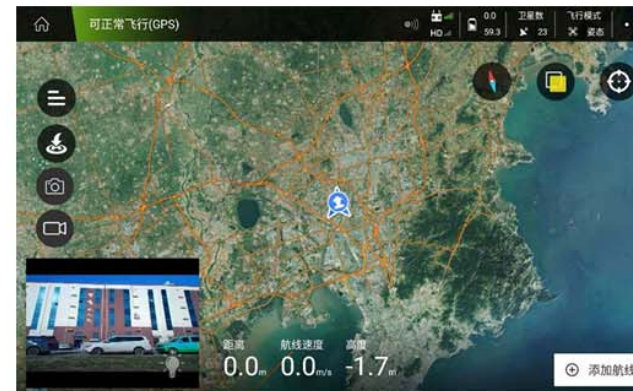 可正常飞行(GPS)
HD
0.0
59.3
卫星数
23
飞行模式
姿态
距离
0.0m
航线速度
0.0m/s
高度
-1.7m
添加航线